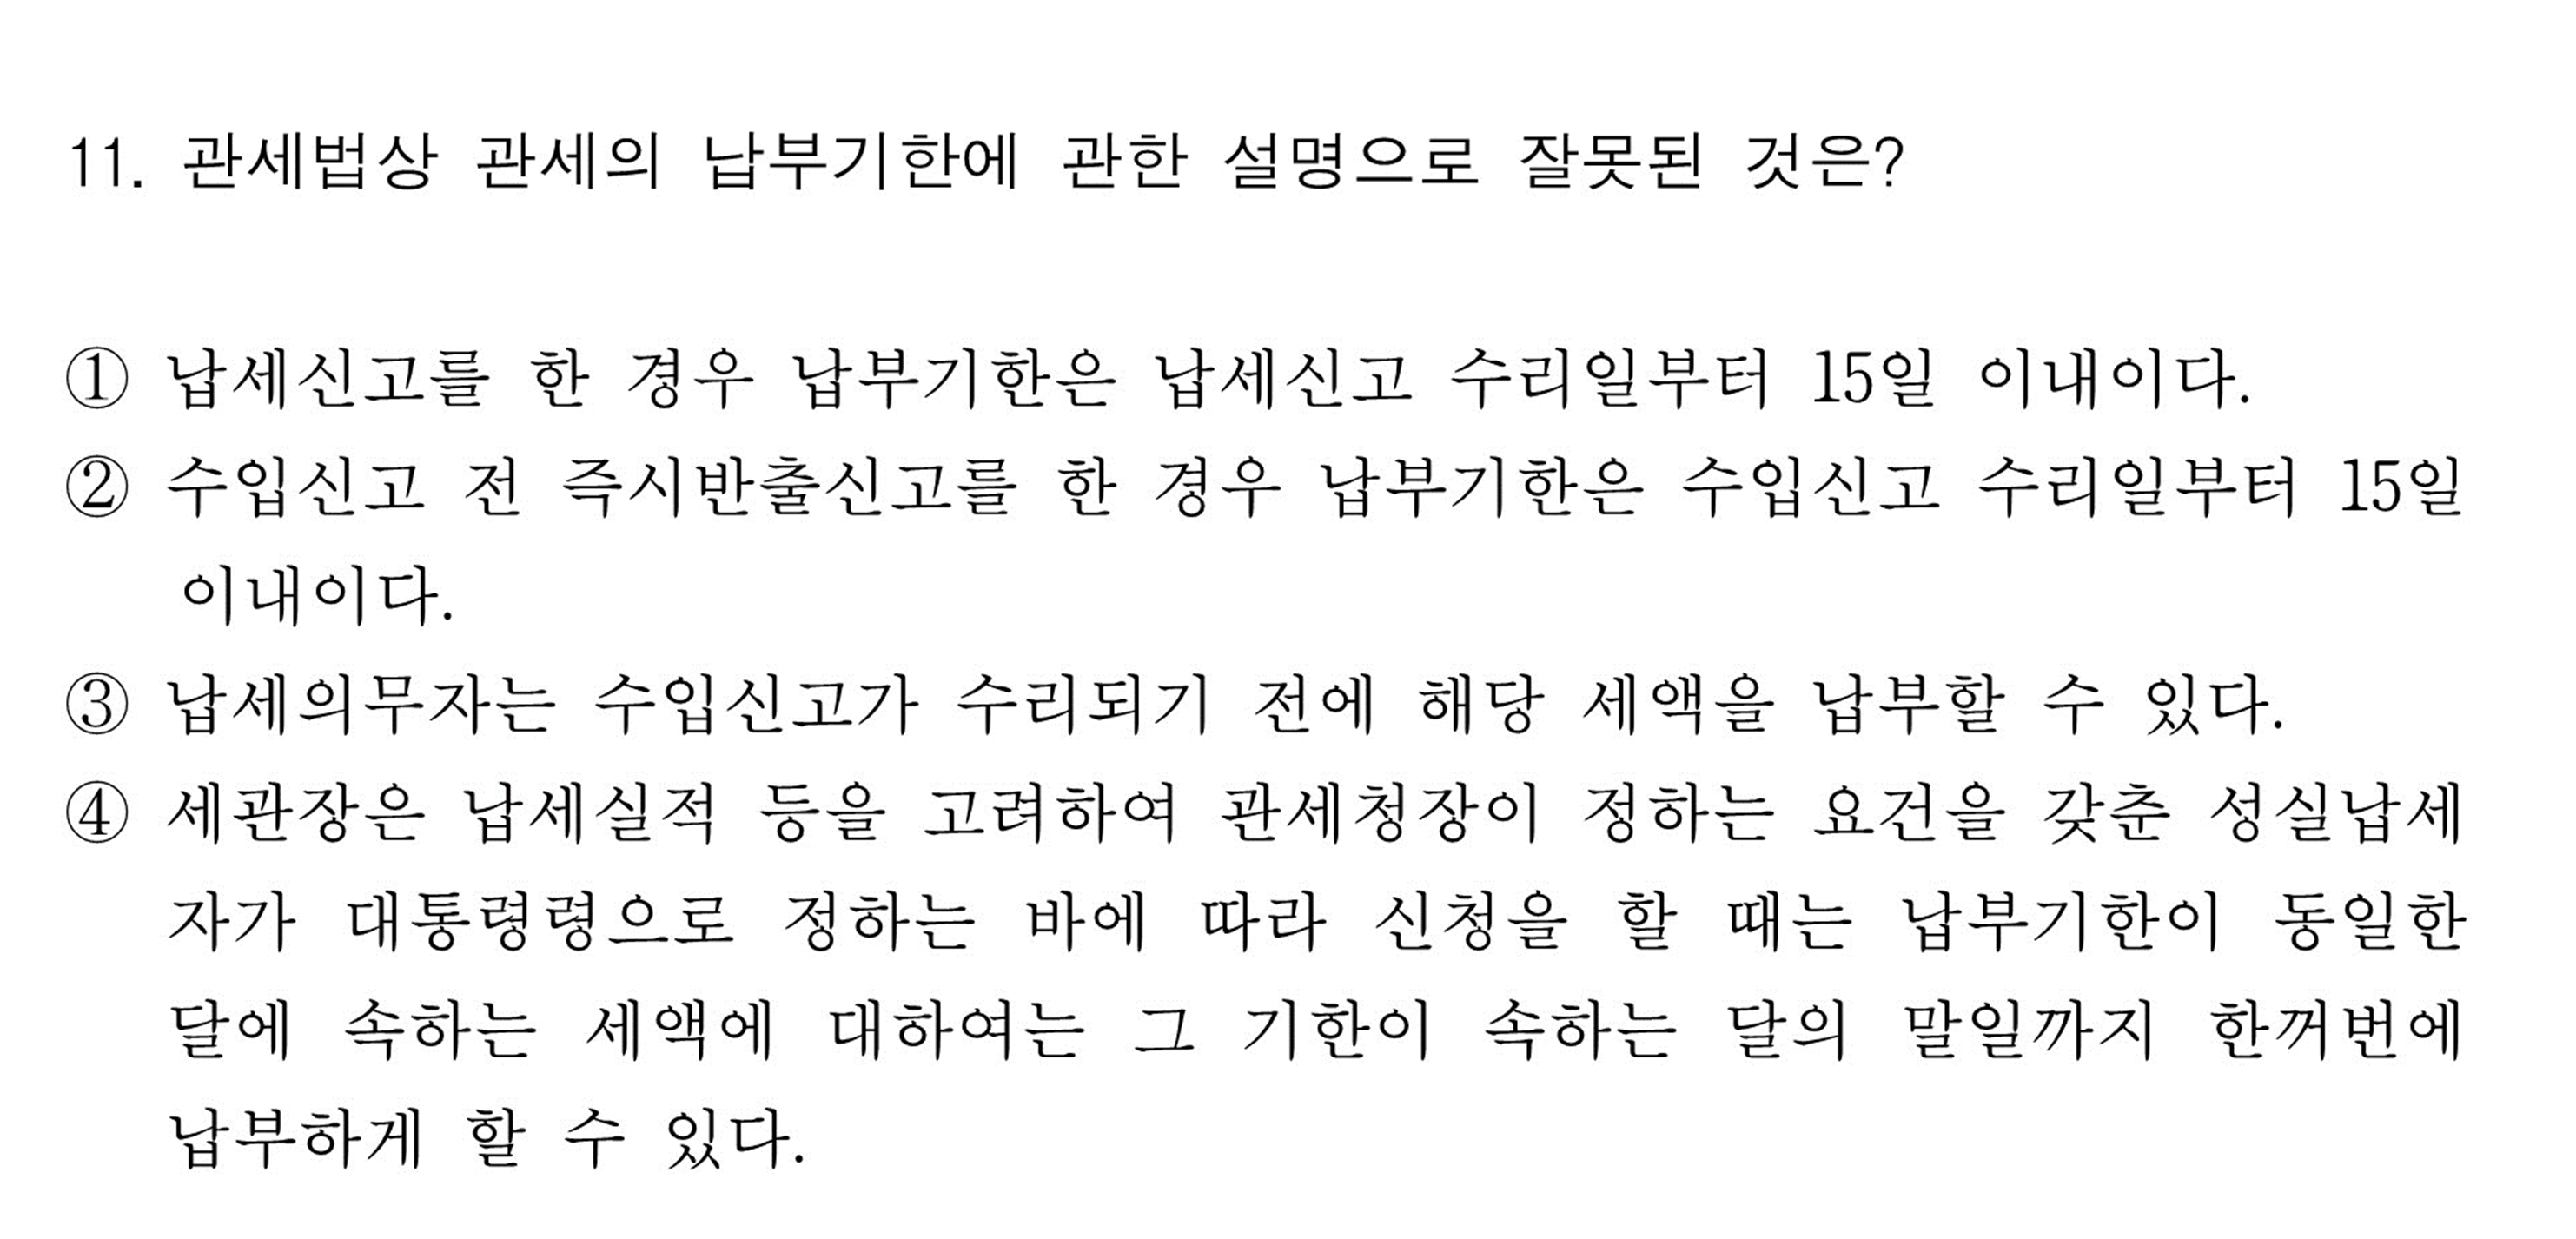 11. 관세법상 관세의 납부기한에 관한 설명으로 잘못된 것은?
① 납세신고를 한 경우 납부기한은 납세신고 수리일부터 15일 이내이다.
② 수입신고 전 즉시반출신고를 한 경우 납부기한은 수입신고 수리일부터 15일
이내이다.
③ 납세의무자는 수입신고가 수리되기 전에 해당 세액을 납부할 수 있다.
④ 세관장은 납세실적 등을 고려하여 관세청장이 정하는 요건을 갖춘 성실납세
자가 대통령령으로 정하는 바에 따라 신청을 할 때는 납부기한이 동일한
달에 속하는 세액에 대하여는 그 기한이 속하는 달의 말일까지 한꺼번에
납부하게 할 수 있다.